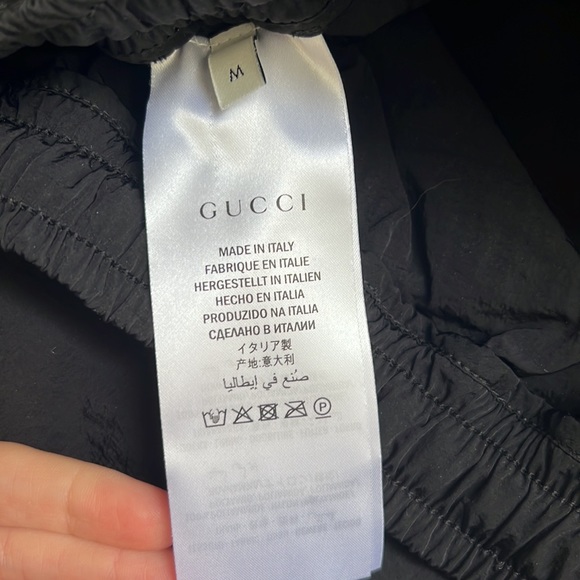 M
GUCCI
MADE IN ITALY
FABRIQUE EN ITALIE
HERGESTELLT IN ITALIEN
HECHO EN ITALIA
PRODUZIDO NA ITALIA
СДЕЛАНО В ИТАЛИИ
イタリア製
产地:意大利
صُنع في إيطاليا
P